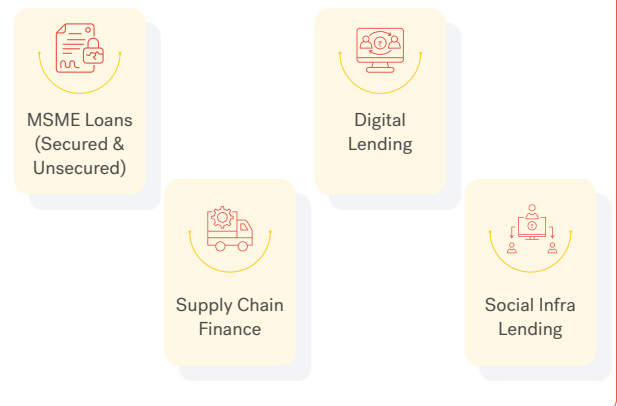 MSME Loans
(Secured &
Unsecured)
Supply Chain
Finance
Digital
Lending
Social Infra
Lending